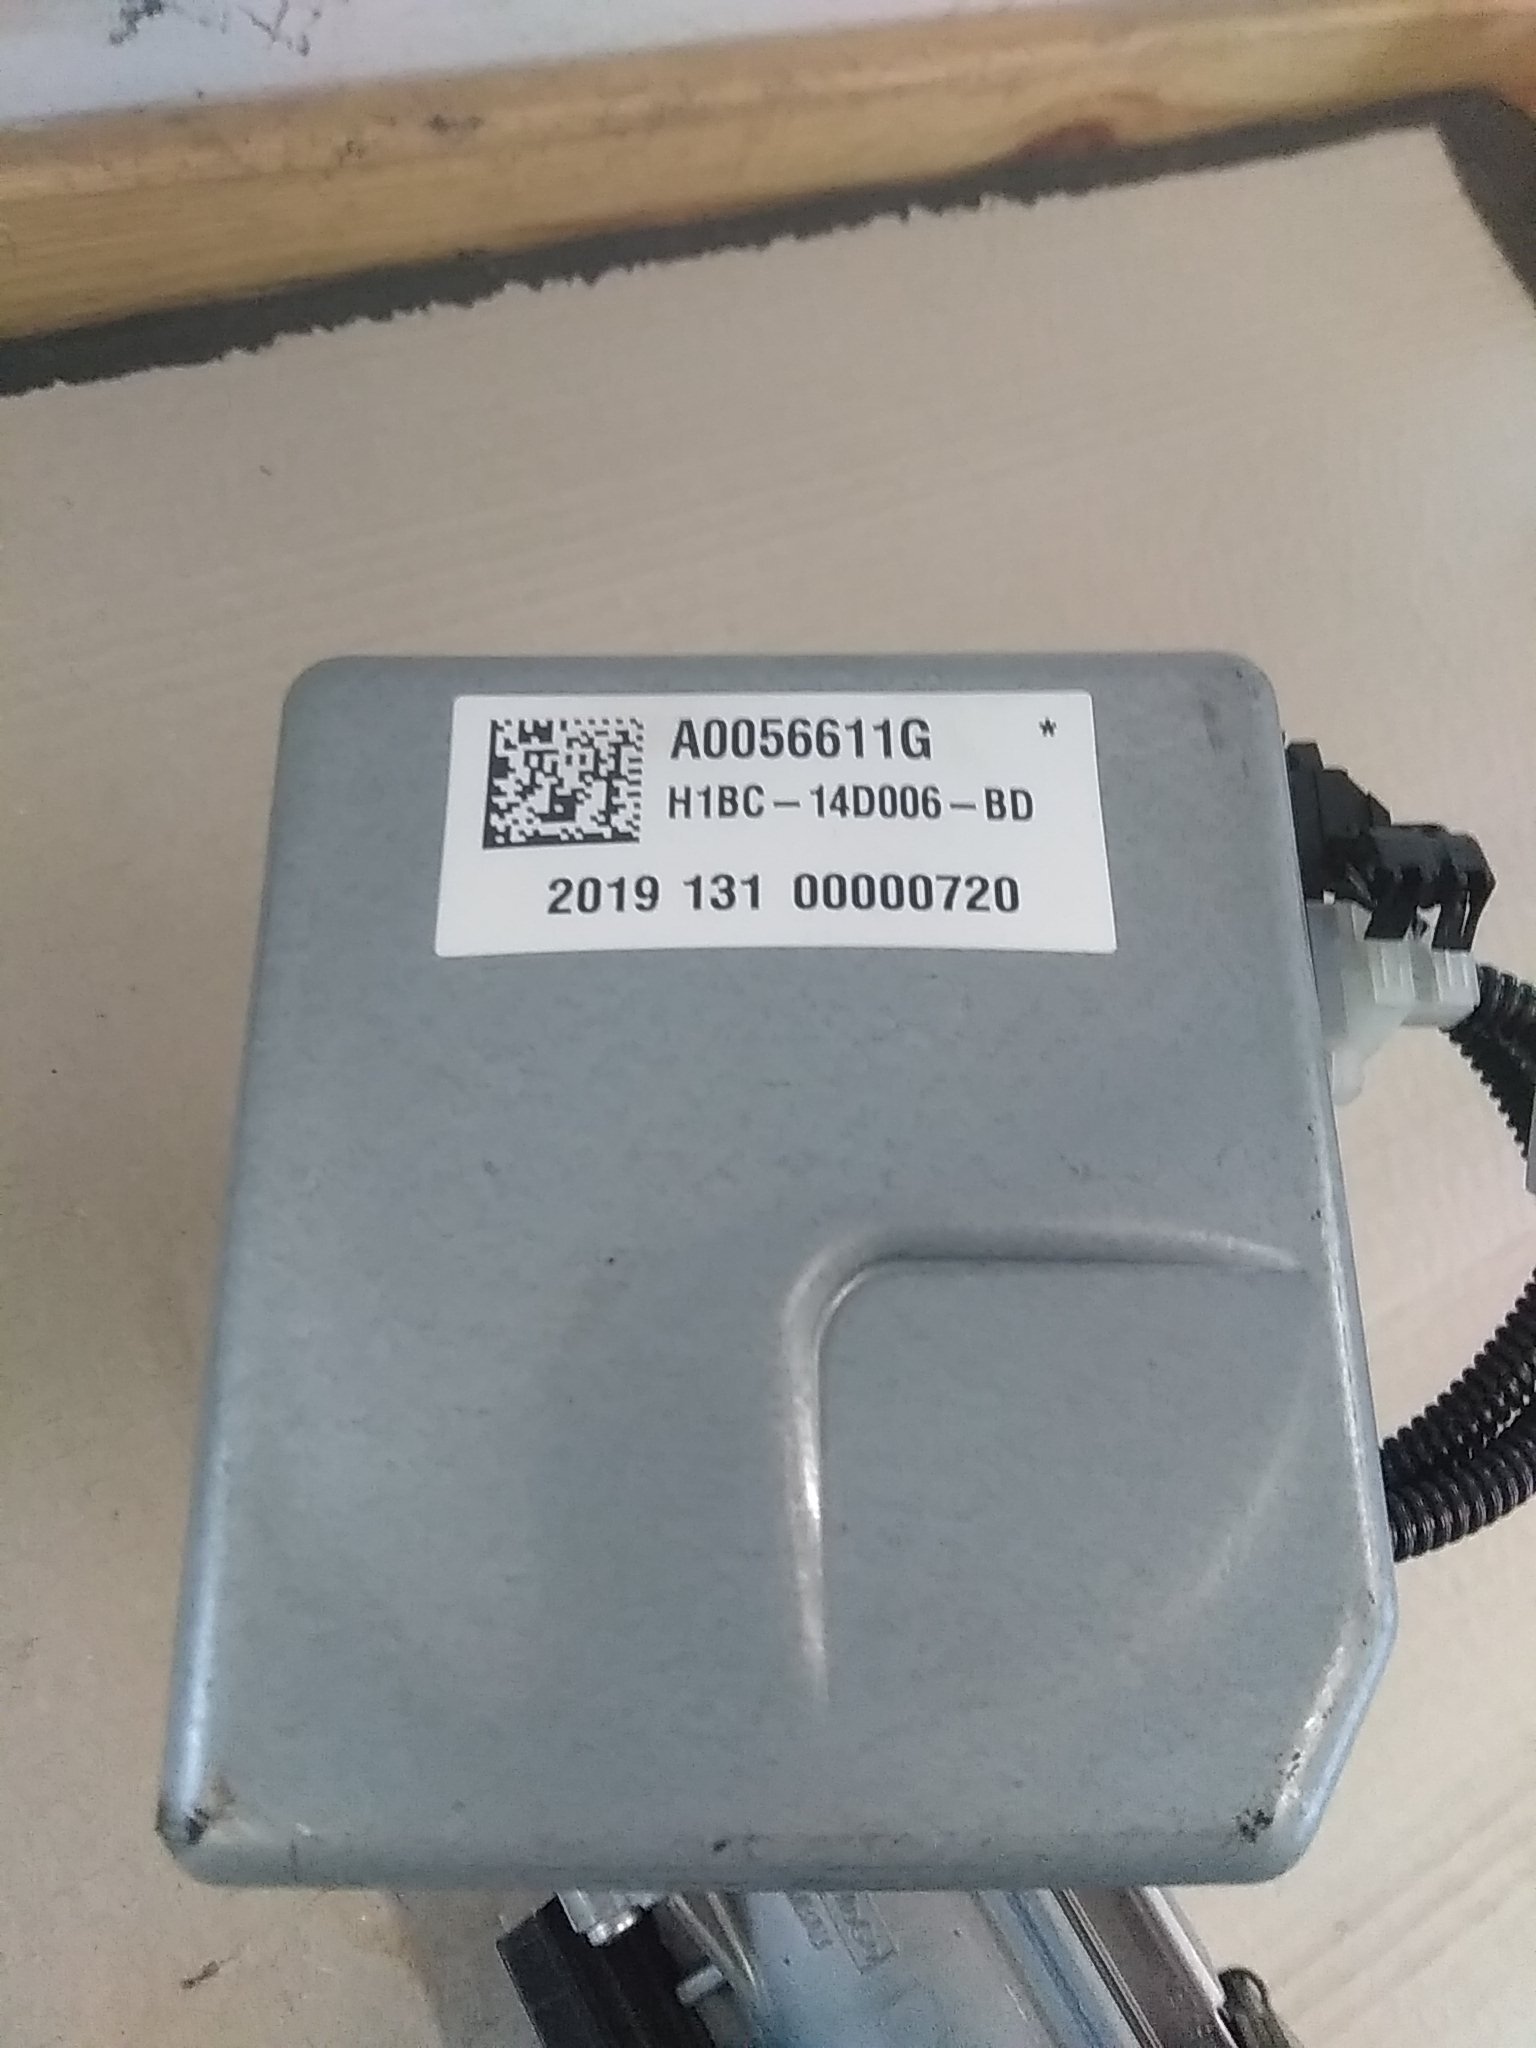 A0056611G *
H1BC-14D006-BD
2019 131 00000720